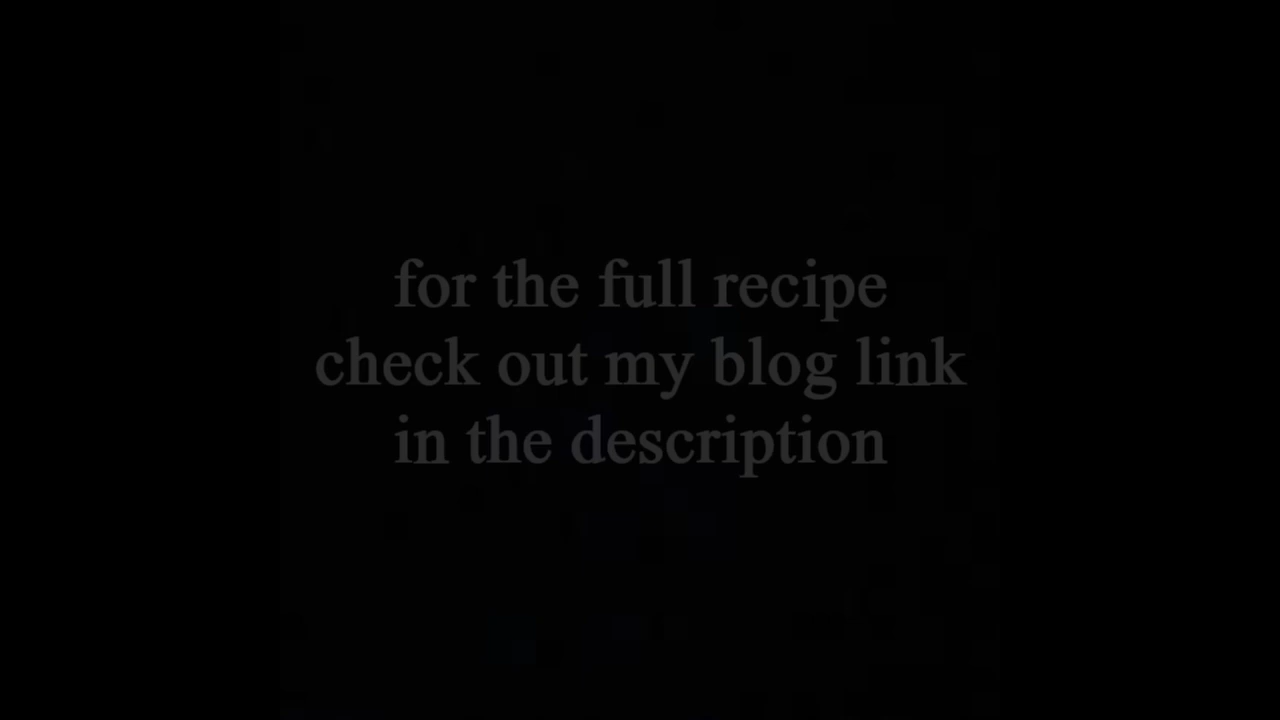 for the full recipe
check out my blog link
in the description